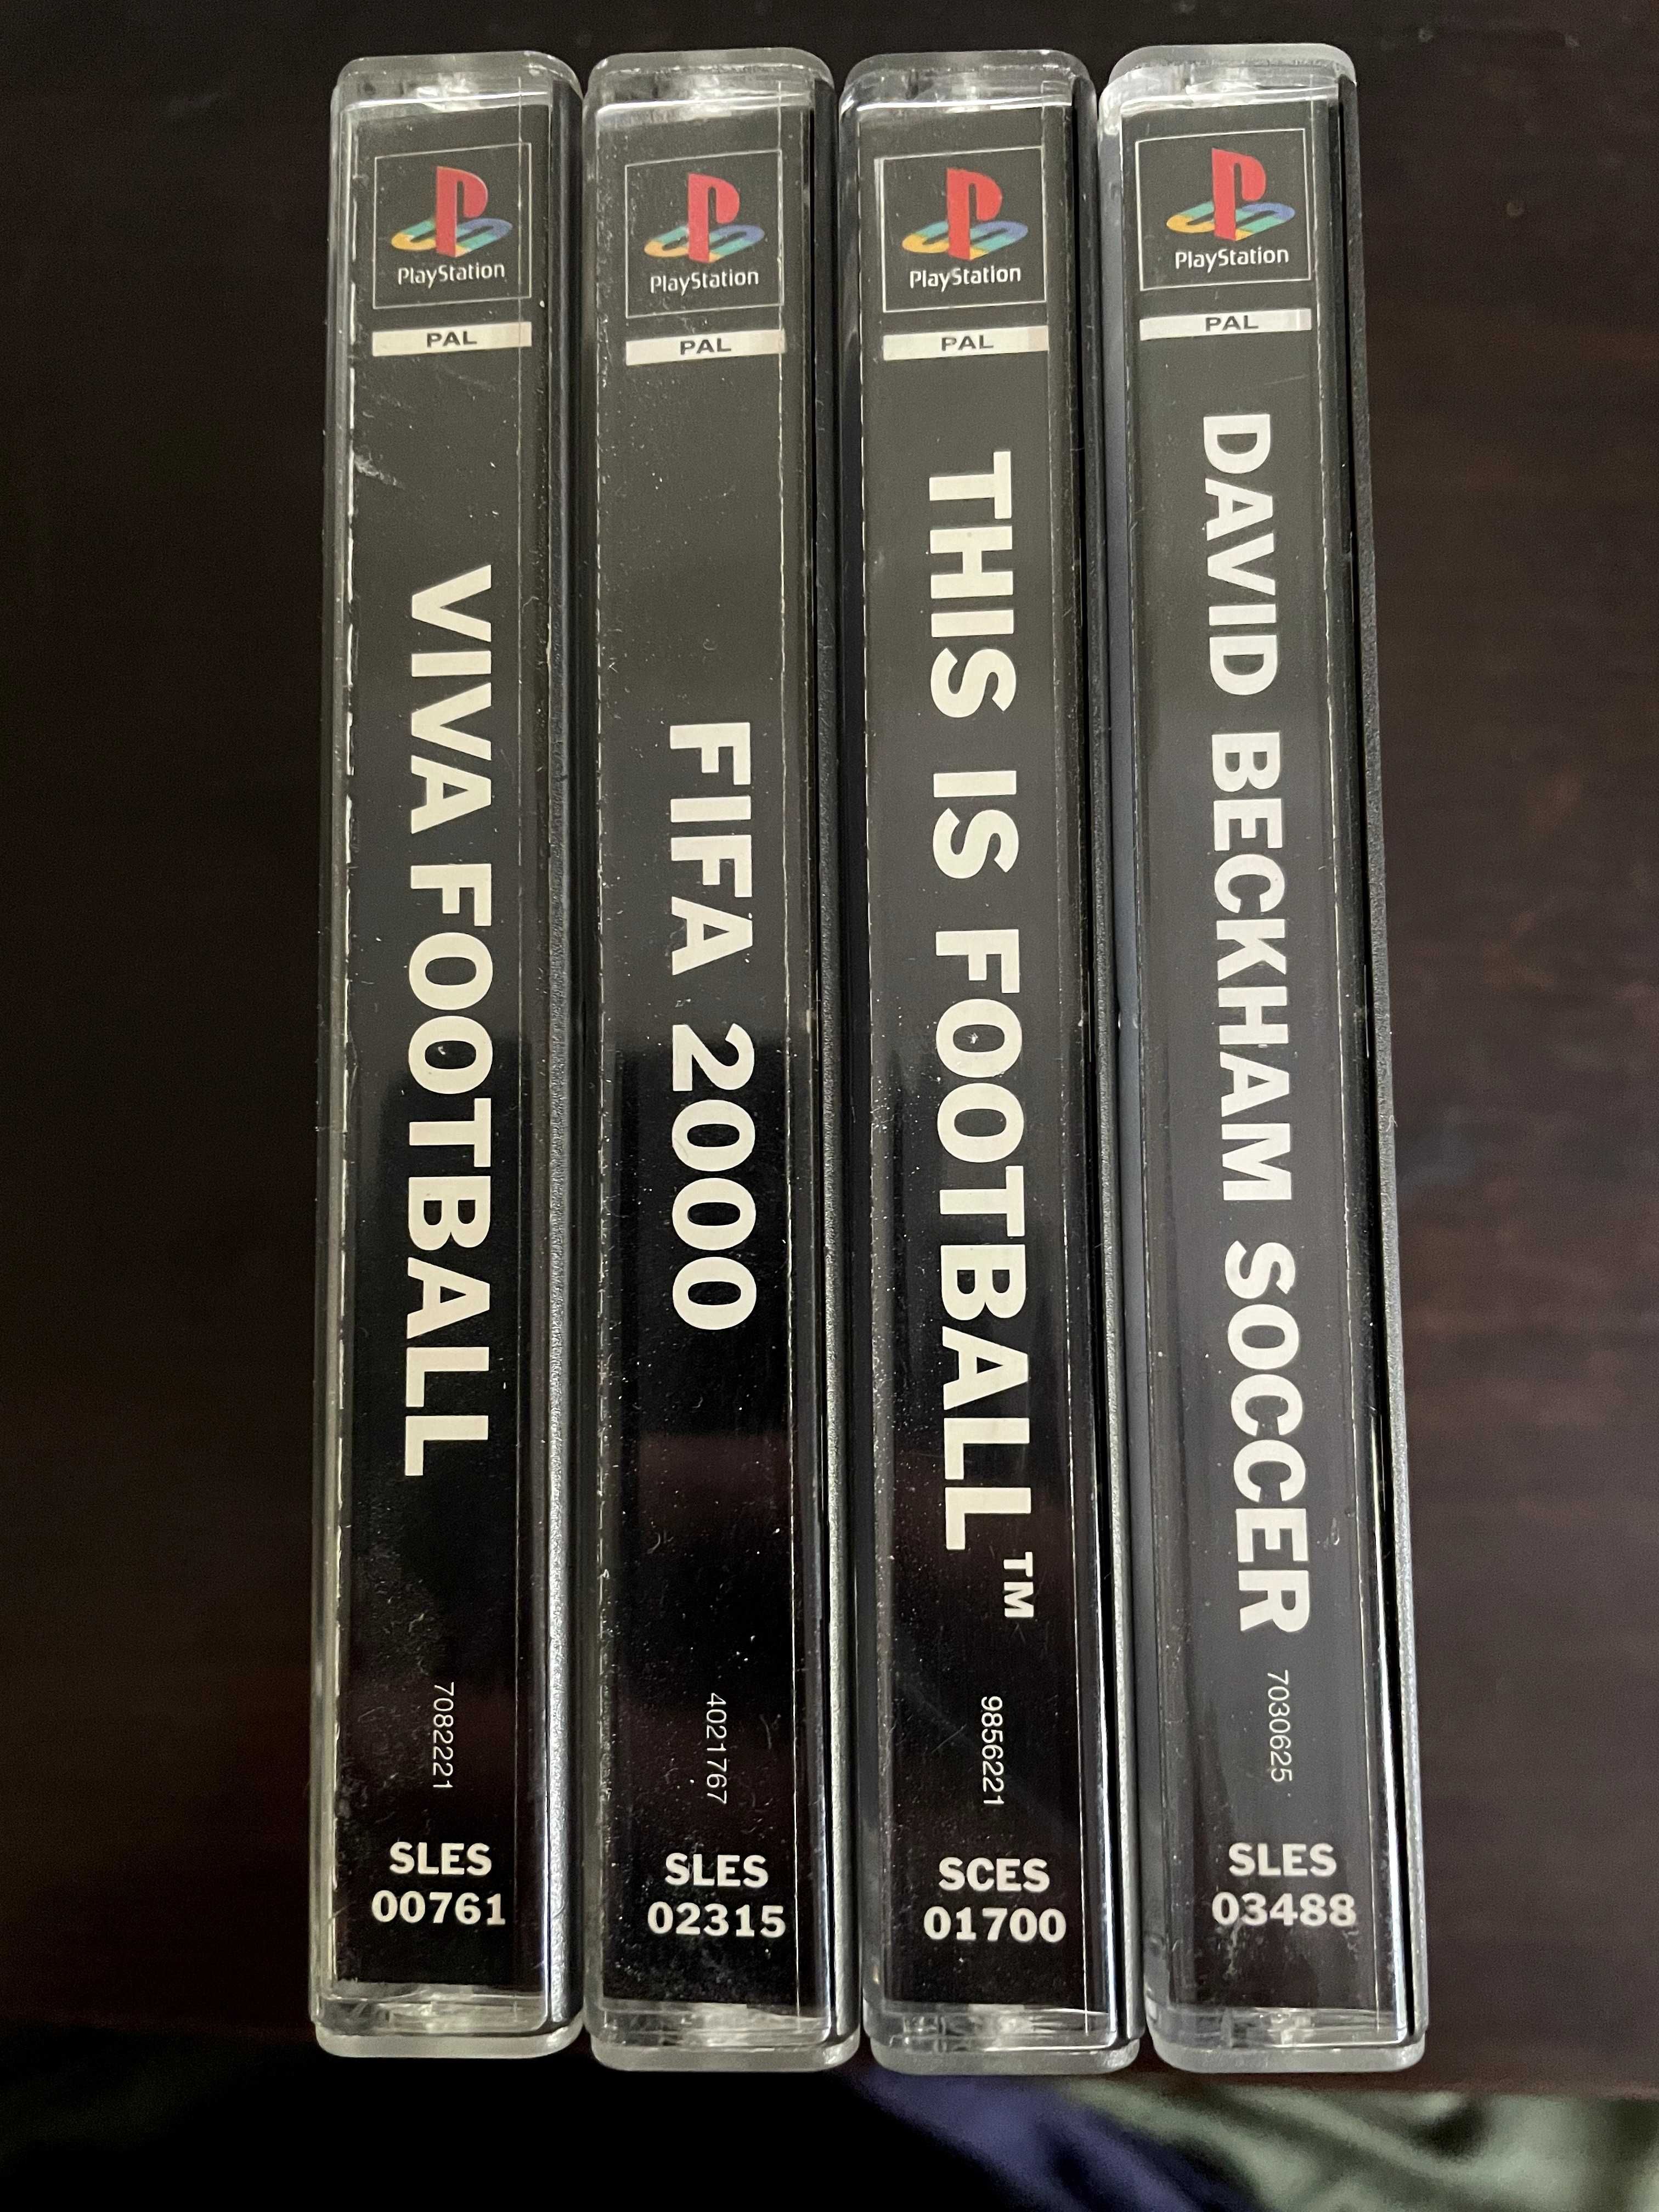 PlayStation
PAL
VIVA FOOTBALL
7082221
SLES
00761
PlayStation
PAL
FIFA 2000
4021767
SLES
02315
PlayStation
PAL
THIS IS FOOTBALL™
9856221
SCES
01700
PlayStation
PAL
DAVID BECKHAM SOCCER
7030625
SLES
03488